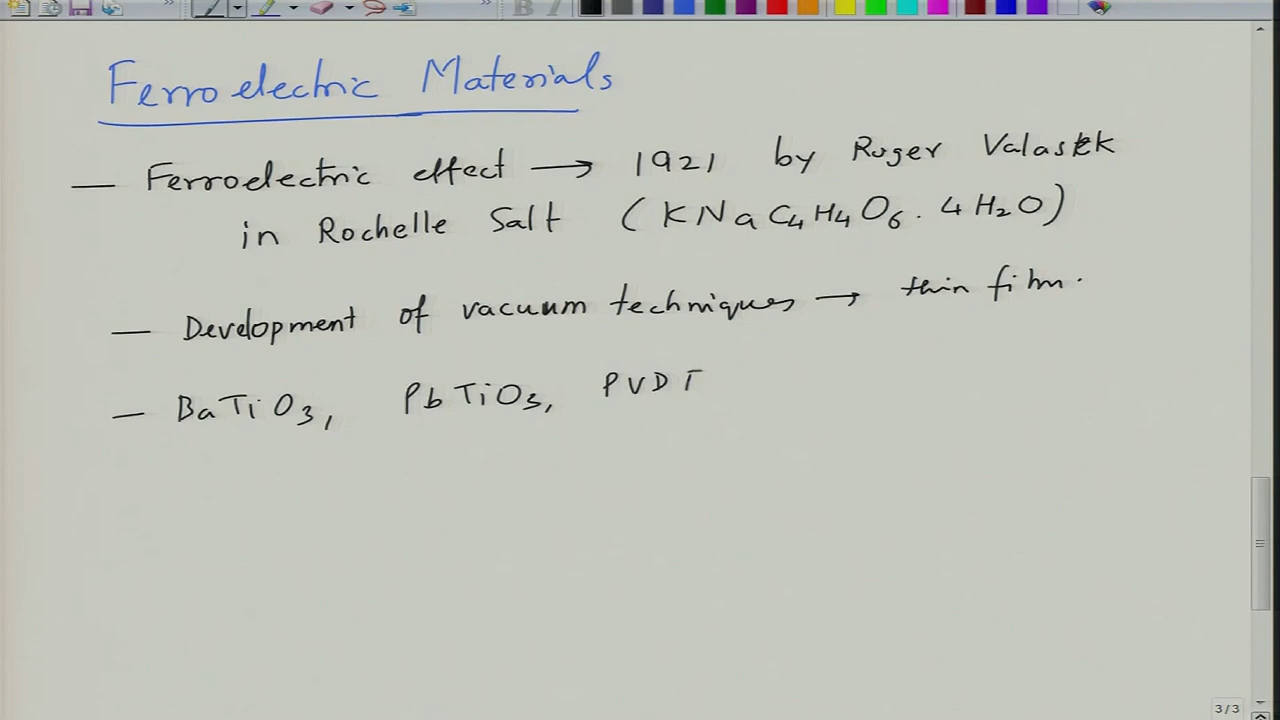 Ferroelectric Materials
— Ferroelectric effect → 1921 by Roger Valasek
in Rochelle Salt (KNaC₄H₄O₆. 4H₂O)
— Development of vacuum techniques → thin film.
— BaTiO₃, PbTiO₃, PVDF
3/3